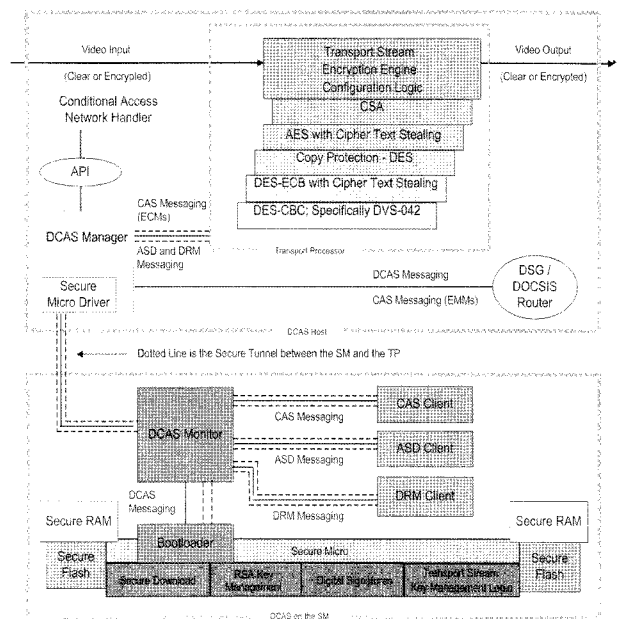 Video Input
(Clear or Encrypted)
Transport Stream
Encryption Engine
Configuration Logic
Video Output
(Clear or Encrypted)
CSA
AES with Cipher Text Stealing
Copy Protection - DES
DES-ECB with Cipher Text Stealing
DES-CBC; Specifically DVS-042
Transport Processor
Conditional Access
Network Handler
API
DCAS Manager
CAS Messaging
(ECMs)
ASD and DRM
Messaging
Secure
Micro Driver
DCAS Messaging
CAS Messaging (EMMs)
DSG /
DOCSIS
Router
DCAS Host
Dotted Line is the Secure Tunnel between the SM and the TP
DCAS Monitor
CAS Messaging
CAS Client
ASD Messaging
ASD Client
DRM Messaging
DRM Client
DCAS
Messaging
Secure RAM
Secure
Flash
Bootloader
Secure Micro
Secure RAM
Secure
Flash
Secure Download
RSA Key
Management
Digital Signatures
Transport Stream
Key Management Logic
DCAS on the SM